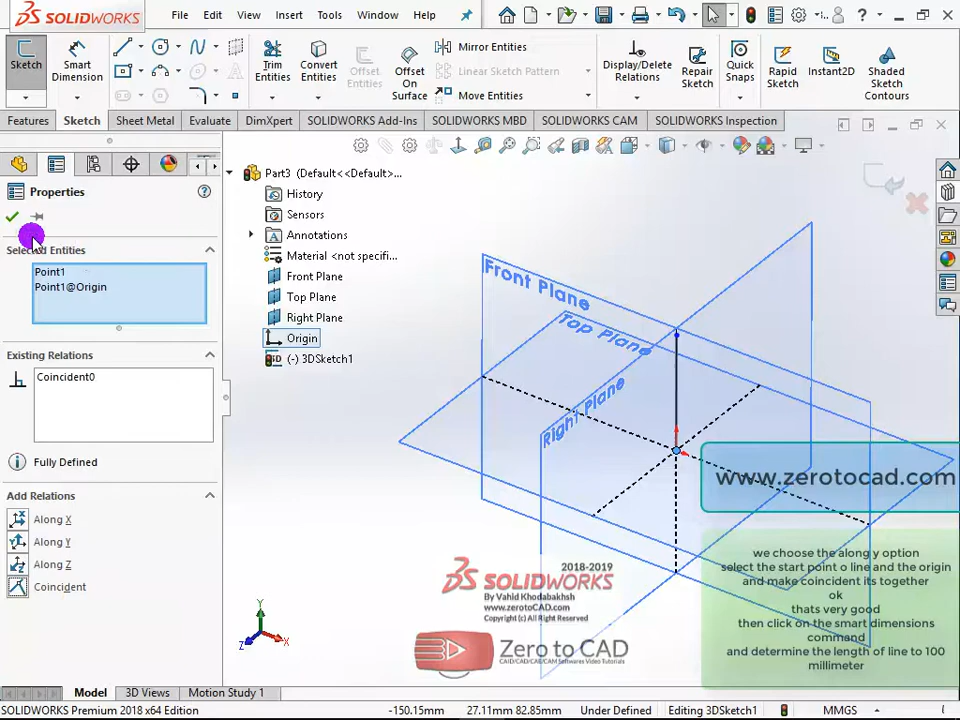 SOLIDWORKS
File Edit View Insert Tools Window Help
Sketch
Smart Dimension
Trim Entities
Convert Entities
Offset Entities
Offset On Surface
Mirror Entities
Linear Sketch Pattern
Move Entities
Display/Delete Relations
Repair Sketch
Quick Snaps
Rapid Sketch
Instant2D
Shaded Sketch Contours
Features Sketch Sheet Metal Evaluate DimXpert SOLIDWORKS Add-Ins SOLIDWORKS MBD SOLIDWORKS CAM SOLIDWORKS Inspection
Properties
Selected Entities
Point1
Point1@Origin
Existing Relations
Coincident0
Fully Defined
Add Relations
Along X
Along Y
Along Z
Coincident
Part3 (Default<<Default>...
History
Sensors
Annotations
Material <not specifi...
Front Plane
Top Plane
Right Plane
Origin
(-) 3DSketch1
Front Plane
Top Plane
Right Plane
www.zerotocad.com
we choose the along y option
select the start point o line and the origin
and make coincident its together
ok
thats very good
then click on the smart dimensions
command
and determine the length of line to 100
millimeter
2018-2019
SOLIDWORKS
By Vahid Khodabakhsh
www.zerotoCAD.com
Copyright (c) All Right Reserved
Zero to CAD
CAID/CAD/CAM Softwares Video Tutorials
Y
X
Z
Model 3D Views Motion Study 1
SOLIDWORKS Premium 2018 x64 Edition -150.15mm 27.11mm 82.85mm Under Defined Editing 3DSketch1 MMGS